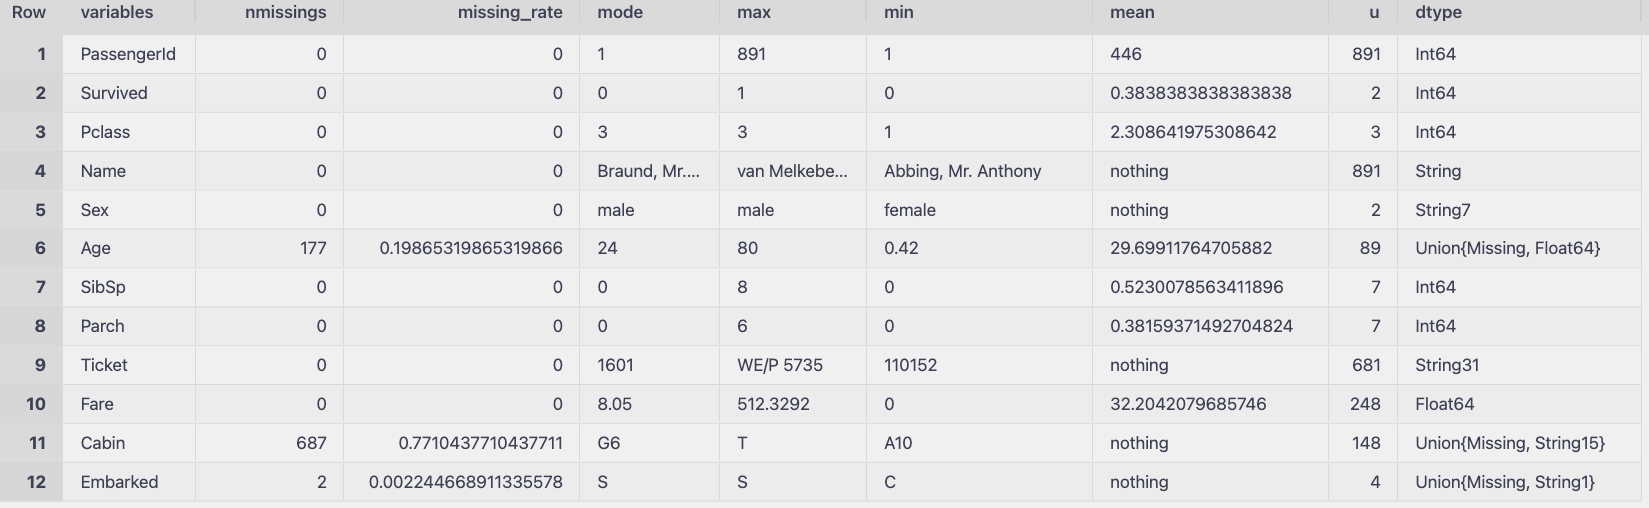 Row variables nmissings missing_rate mode max min mean u dtype
1 PassengerId 0 0 1 891 1 446 891 Int64
2 Survived 0 0 0 1 0 0.3838383838383838 2 Int64
3 Pclass 0 0 3 3 1 2.308641975308642 3 Int64
4 Name 0 0 Braund, Mr.... van Melkebe... Abbing, Mr. Anthony nothing 891 String
5 Sex 0 0 male male female nothing 2 String7
6 Age 177 0.19865319865319866 24 80 0.42 29.69911764705882 89 Union{Missing, Float64}
7 SibSp 0 0 0 8 0 0.5230078563411896 7 Int64
8 Parch 0 0 0 6 0 0.38159371492704824 7 Int64
9 Ticket 0 0 1601 WE/P 5735 110152 nothing 681 String31
10 Fare 0 0 8.05 512.3292 0 32.2042079685746 248 Float64
11 Cabin 687 0.7710437710437711 G6 T A10 nothing 148 Union{Missing, String15}
12 Embarked 2 0.002244668911335578 S S C nothing 4 Union{Missing, String1}